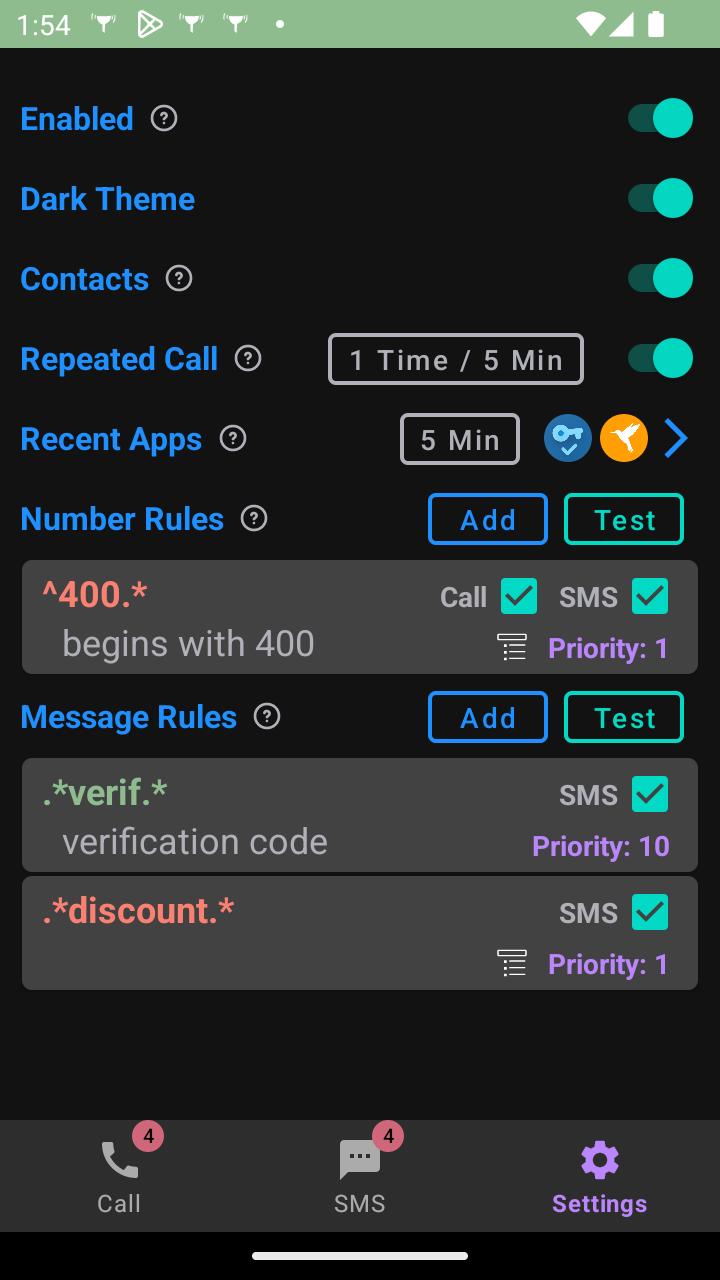 1:54
Enabled ?
Dark Theme
Contacts ?
Repeated Call ? 1 Time / 5 Min
Recent Apps ? 5 Min
Number Rules ? Add Test
^400.* Call SMS
begins with 400 Priority: 1
Message Rules ? Add Test
.*verif.* SMS
verification code Priority: 10
.*discount.* SMS
Priority: 1
4 4
Call SMS Settings